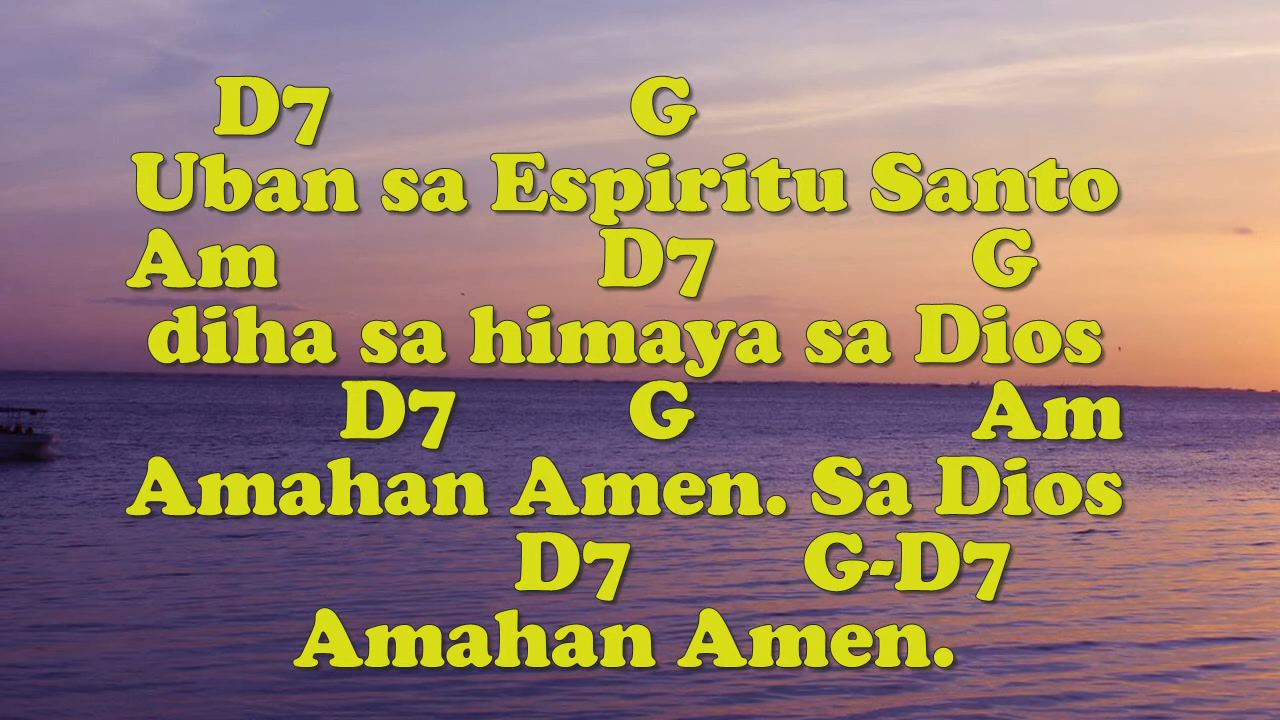 D7 G
Uban sa Espiritu Santo
Am D7 G
diha sa himaya sa Dios
D7 G Am
Amahan Amen. Sa Dios
D7 G-D7
Amahan Amen.